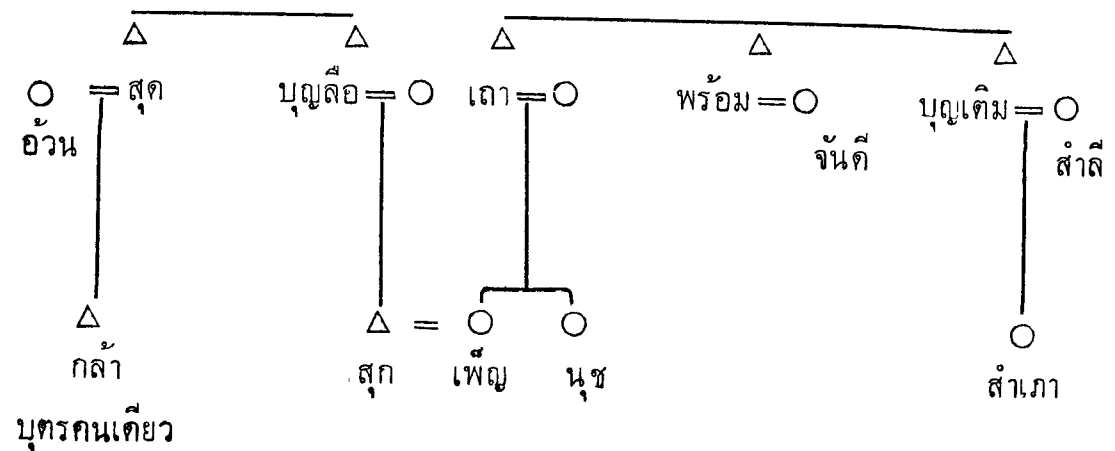 สุด บุญลือ เถา พร้อม บุญเติม
อ้วน จันดี สำลี
กล้า สุก เพ็ญ นุช สำเภา
บุตรคนเดียว